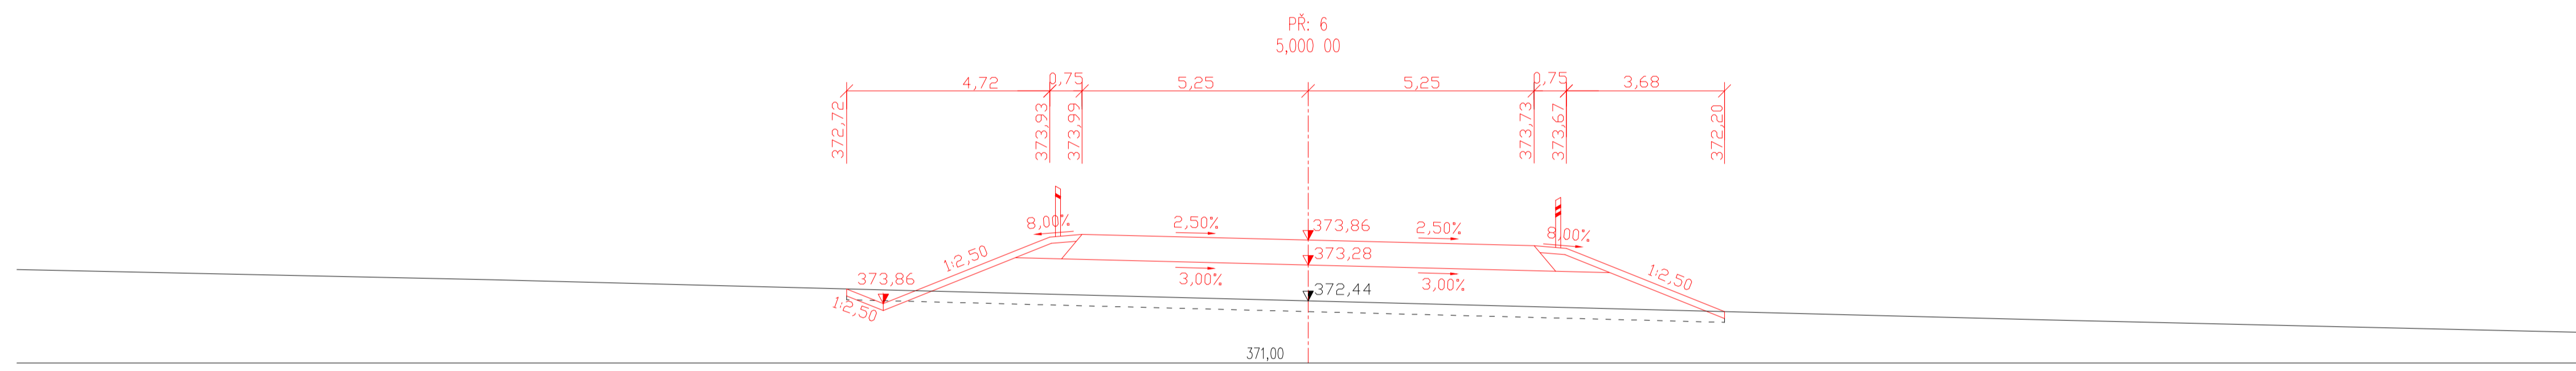 PŘ: 6
5,000 00
4,72 0,75 5,25 5,25 0,75 3,68
372,72 373,93 373,99 373,73 373,67 372,20
8,00% 2,50% 373,86 2,50% 8,00%
1:2,50 373,28 1:2,50
373,86 3,00% 3,00%
372,44
1:2,50
371,00